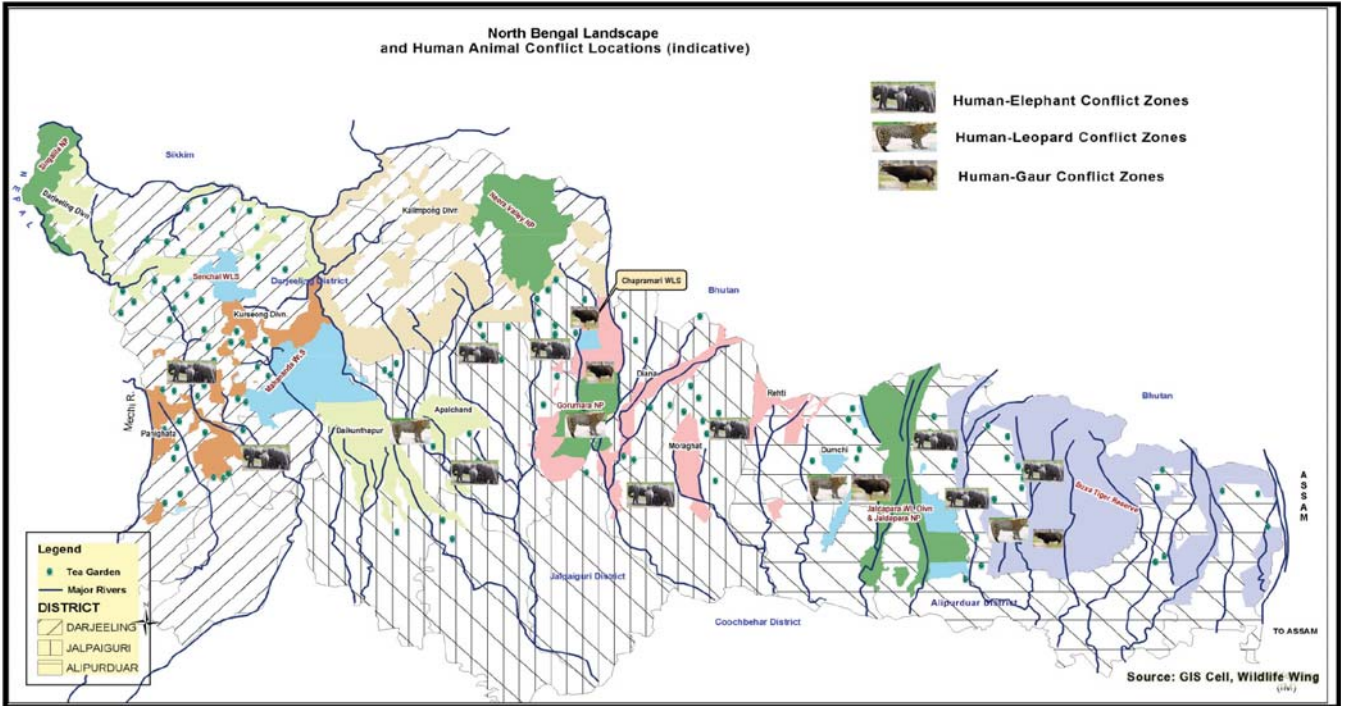 North Bengal Landscape
and Human Animal Conflict Locations (indicative)
Human-Elephant Conflict Zones
Human-Leopard Conflict Zones
Human-Gaur Conflict Zones
Singalila NP
Sikkim
NEPAL
Darjeeling Divn
Kalimpong Divn
Neora Valley NP
Senchal WLS
Darjeeling District
Chapramari WLS
Bhutan
Kurseong Divn.
Mahananda WLS
Diana
Rehti
Bhutan
Mechi R.
Apalchand
Gorumara NP
Panighata
Baikunthapur
Moraghat
Dumchi
ASSAM
Buxa Tiger Reserve
Jaldapara WL Divn
& Jaldapara NP
Legend
Tea Garden
Major Rivers
DISTRICT
N
DARJEELING
JALPAIGURI
ALIPURDUAR
Jalpaiguri District
Alipurduar district
Coochbehar District
TO ASSAM
Source: GIS Cell, Wildlife Wing